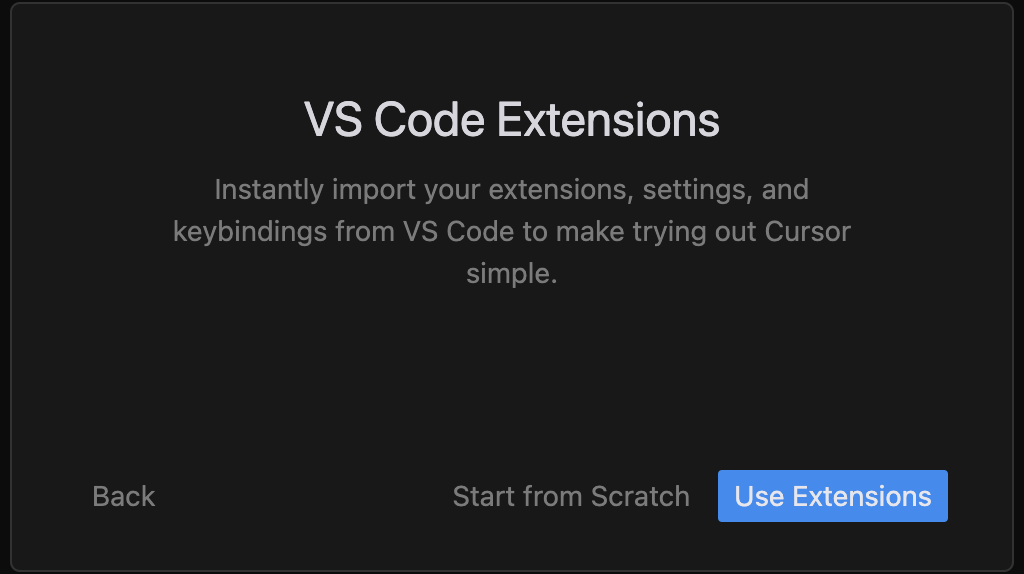 VS Code Extensions
Instantly import your extensions, settings, and
keybindings from VS Code to make trying out Cursor
simple.
Back
Start from Scratch
Use Extensions